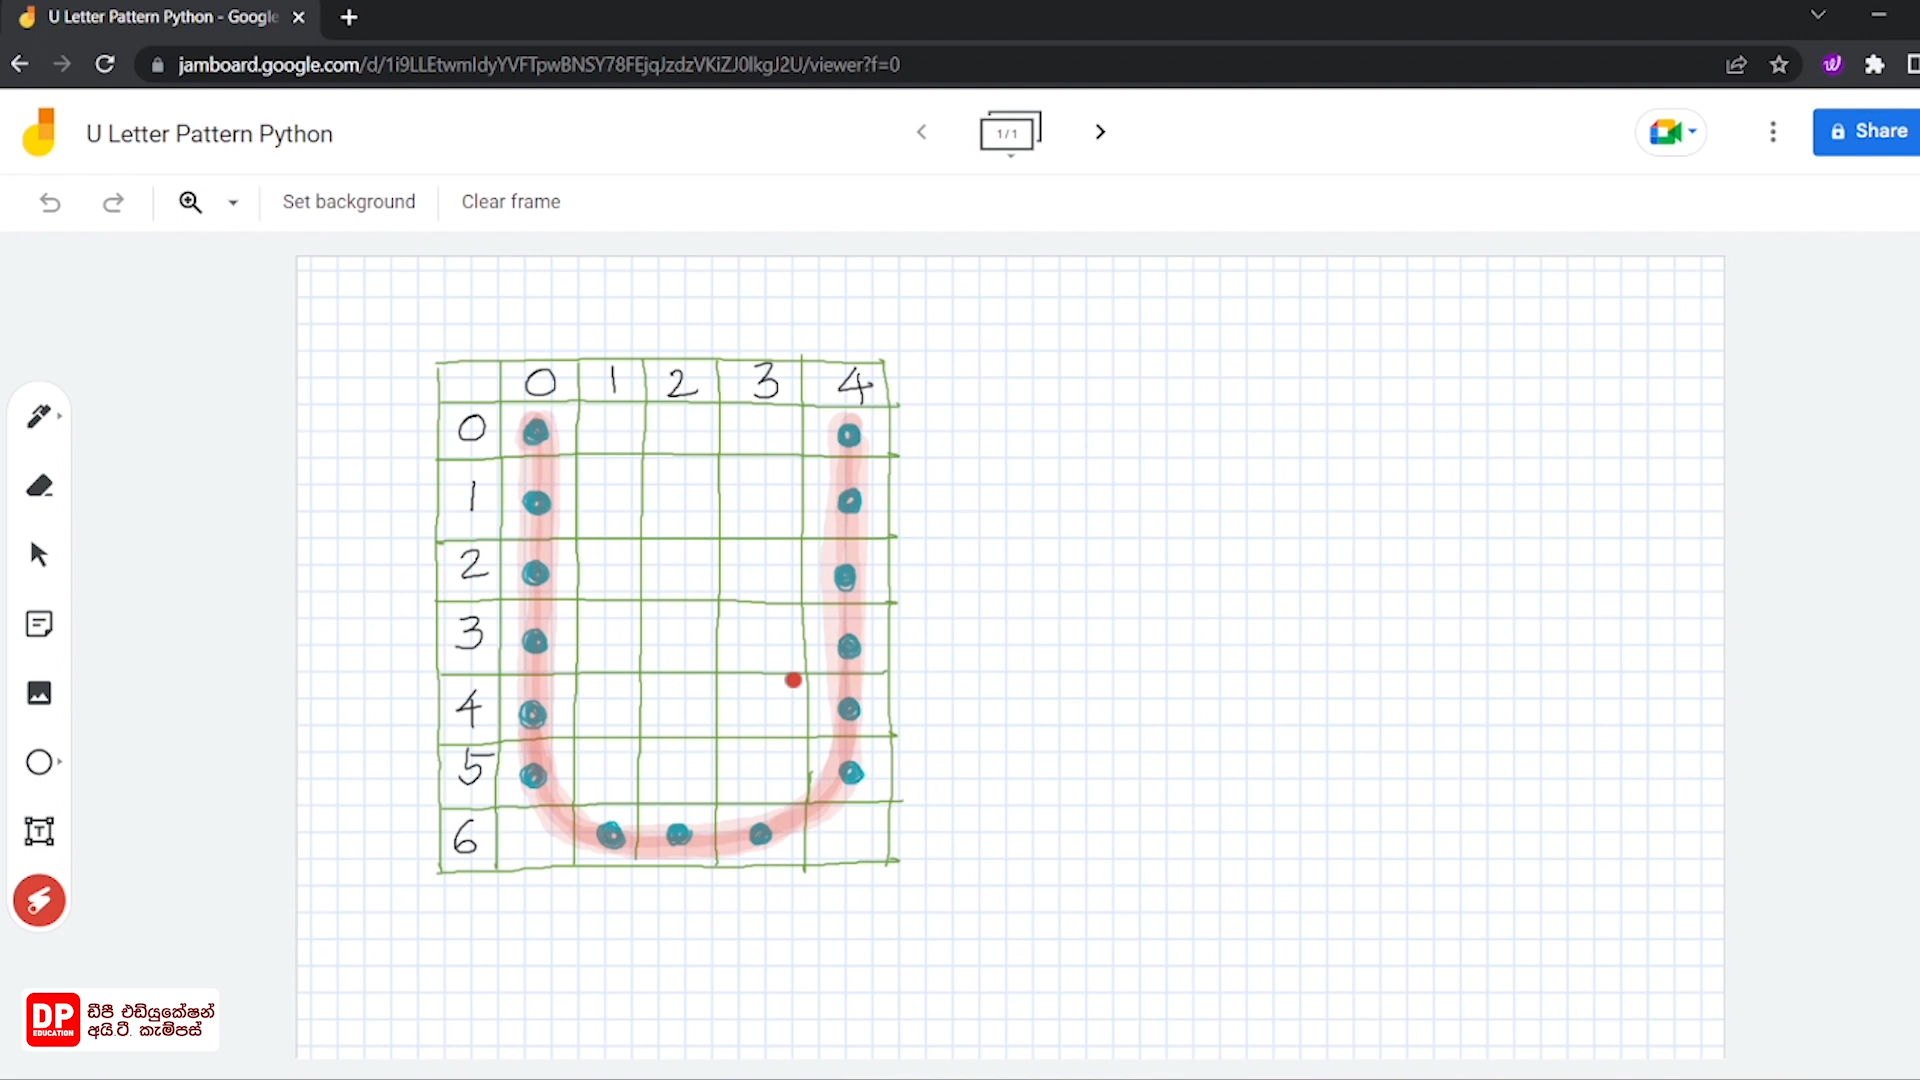 U Letter Pattern Python - Google
jamboard.google.com/d/1i9LLEtwmIdyYVFTpwBNSY78FEjqJzdzVKiZJ0lkgJ2U/viewer?f=0
U Letter Pattern Python
1/1
Share
Set background
Clear frame
0 1 2 3 4
0
1
2
3
4
5
6
T
DP
EDUCATION
ඩීපී එඩියුකේෂන්
අයි.ටී. කැම්පස්